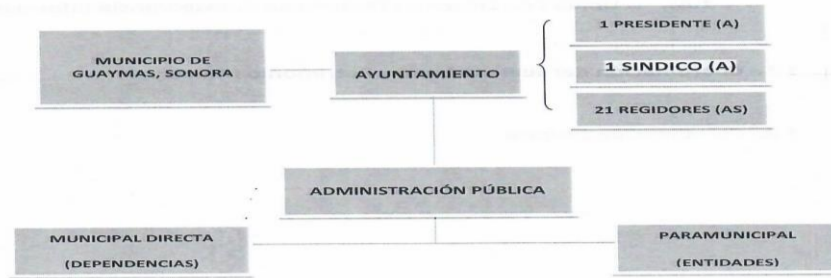 MUNICIPIO DE
GUAYMAS, SONORA
AYUNTAMIENTO
1 PRESIDENTE (A)
1 SINDICO (A)
21 REGIDORES (AS)
ADMINISTRACIÓN PÚBLICA
MUNICIPAL DIRECTA
(DEPENDENCIAS)
PARAMUNICIPAL
(ENTIDADES)